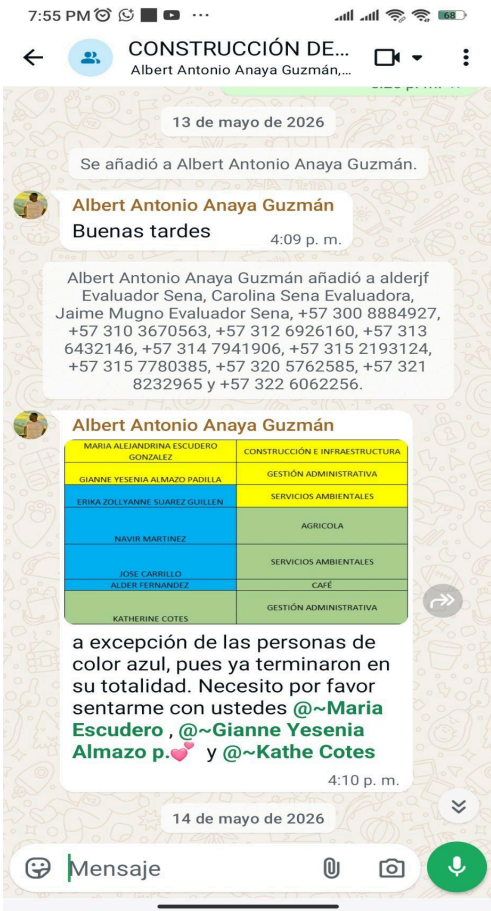 7:55 PM
68
CONSTRUCCIÓN DE...
Albert Antonio Anaya Guzmán,...
13 de mayo de 2026
Se añadió a Albert Antonio Anaya Guzmán.
Albert Antonio Anaya Guzmán
Buenas tardes
4:09 p. m.
Albert Antonio Anaya Guzmán añadió a alderjf
Evaluador Sena, Carolina Sena Evaluadora,
Jaime Mugno Evaluador Sena, +57 300 8884927,
+57 310 3670563, +57 312 6926160, +57 313
6432146, +57 314 7941906, +57 315 2193124,
+57 315 7780385, +57 320 5762585, +57 321
8232965 y +57 322 6062256.
Albert Antonio Anaya Guzmán
MARIA ALEJANDRINA ESCUDERO
GONZALEZ
CONSTRUCCIÓN E INFRAESTRUCTURA
GIANNE YESENIA ALMAZO PADILLA
GESTIÓN ADMINISTRATIVA
ERIKA ZOLLYANNE SUAREZ GUILLEN
SERVICIOS AMBIENTALES
NAVIR MARTINEZ
AGRICOLA
JOSE CARRILLO
SERVICIOS AMBIENTALES
ALDER FERNANDEZ
CAFÉ
KATHERINE COTES
GESTIÓN ADMINISTRATIVA
a excepción de las personas de
color azul, pues ya terminaron en
su totalidad. Necesito por favor
sentarme con ustedes @~Maria
Escudero , @~Gianne Yesenia
Almazo p.💕 y @~Kathe Cotes
4:10 p. m.
14 de mayo de 2026
Mensaje